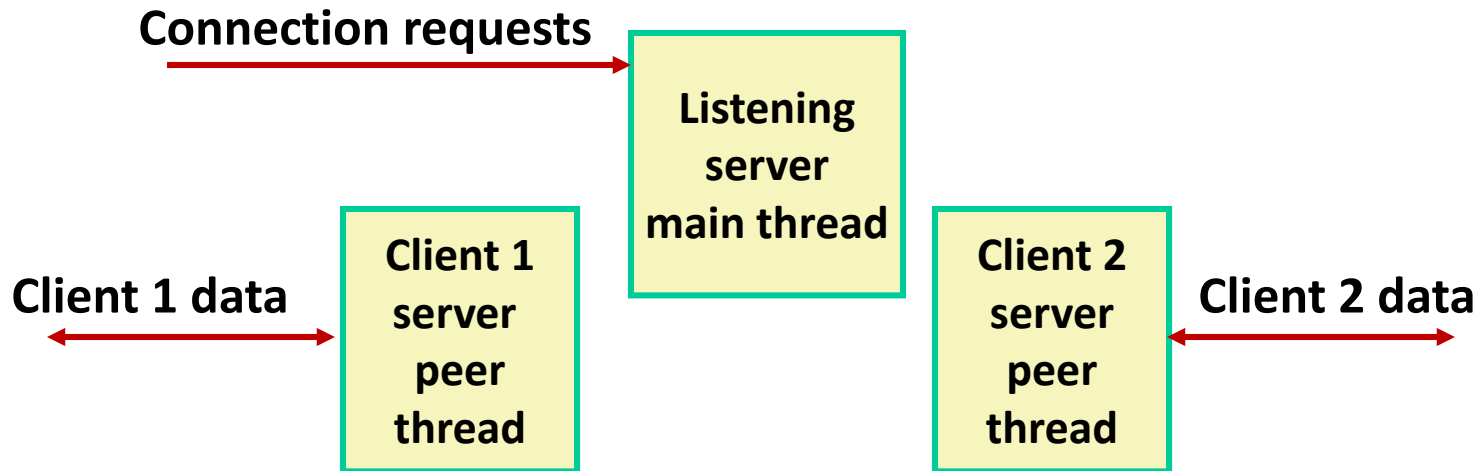 Connection requests
Listening
server
main thread
Client 1 data
Client 1
server
peer
thread
Client 2
server
peer
thread
Client 2 data